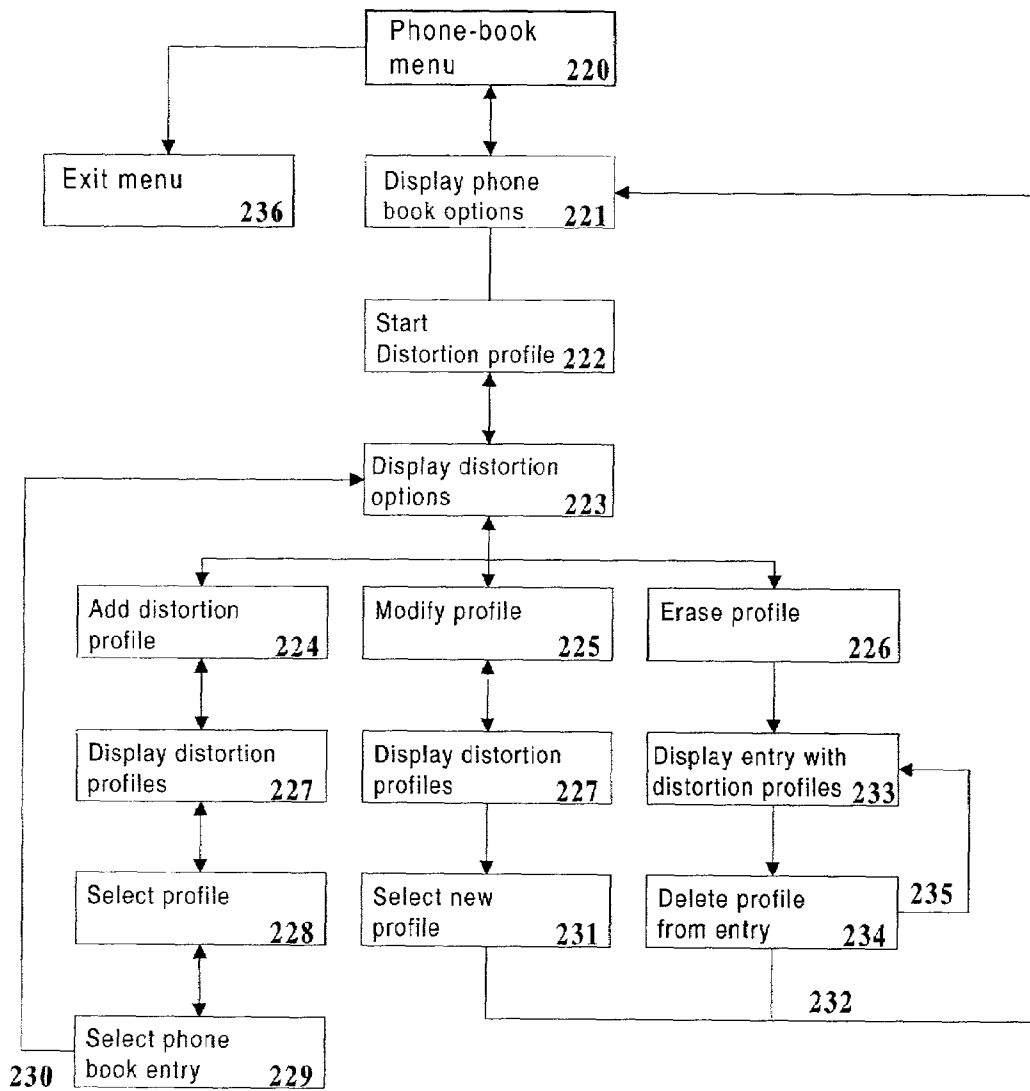 Phone-book
menu 220
Exit menu
236
Display phone
book options 221
Start
Distortion profile 222
Display distortion
options 223
Add distortion
profile 224
Modify profile
225
Erase profile
226
Display distortion
profiles 227
Display distortion
profiles 227
Display entry with
distortion profiles 233
Select profile
228
Select new
profile 231
Delete profile
from entry 234
235
232
Select phone
book entry 229
230